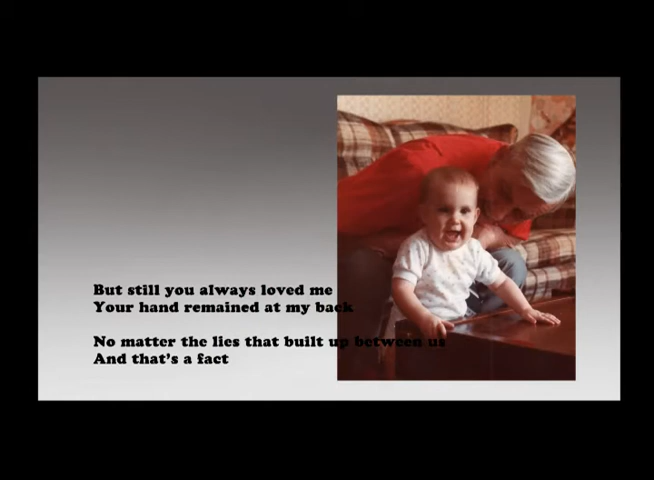 But still you always loved me
Your hand remained at my back
No matter the lies that built up between us
And that's a fact